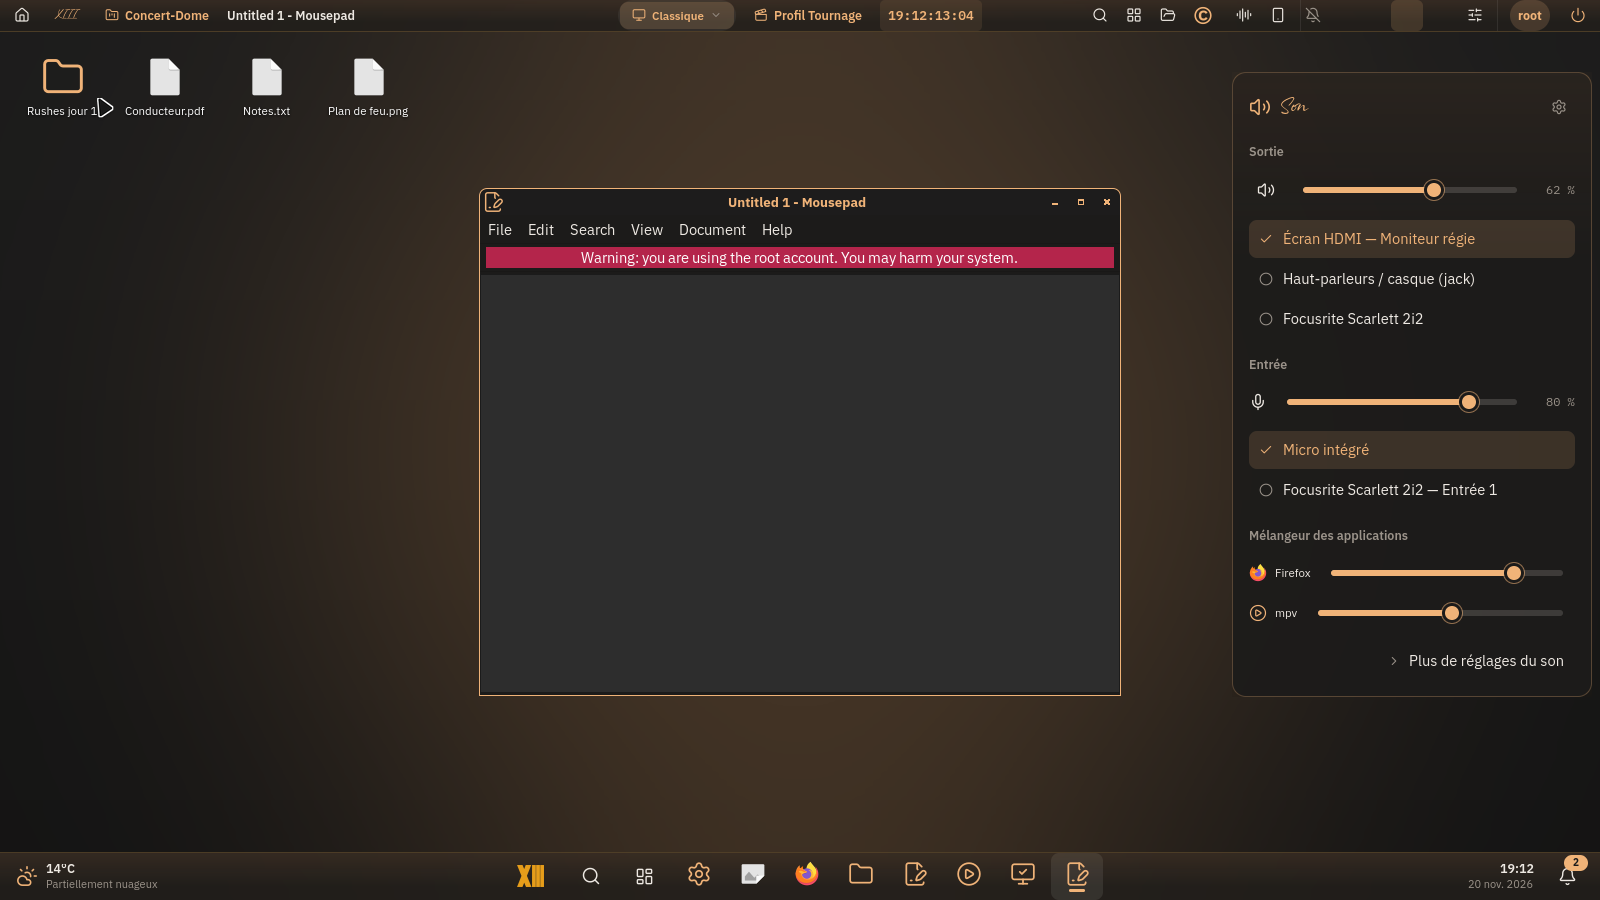 Concert-Dome Untitled 1 - Mousepad Classique Profil Tournage 19:12:13:04 root
Rushes jour 1 Conducteur.pdf Notes.txt Plan de feu.png
Untitled 1 - Mousepad
File Edit Search View Document Help
Warning: you are using the root account. You may harm your system.
Son
Sortie
62 %
Écran HDMI — Moniteur régie
Haut-parleurs / casque (jack)
Focusrite Scarlett 2i2
Entrée
80 %
Micro intégré
Focusrite Scarlett 2i2 — Entrée 1
Mélangeur des applications
Firefox
mpv
Plus de réglages du son
14°C
Partiellement nuageux
XIII
19:12
20 nov. 2026
2